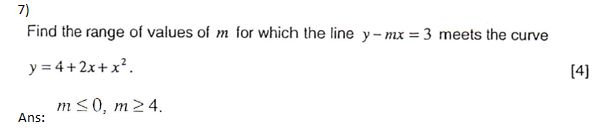 7)
Find the range of values of m for which the line y – mx = 3 meets the curve
y = 4 + 2x + x².
[4]
Ans: m ≤ 0, m ≥ 4.